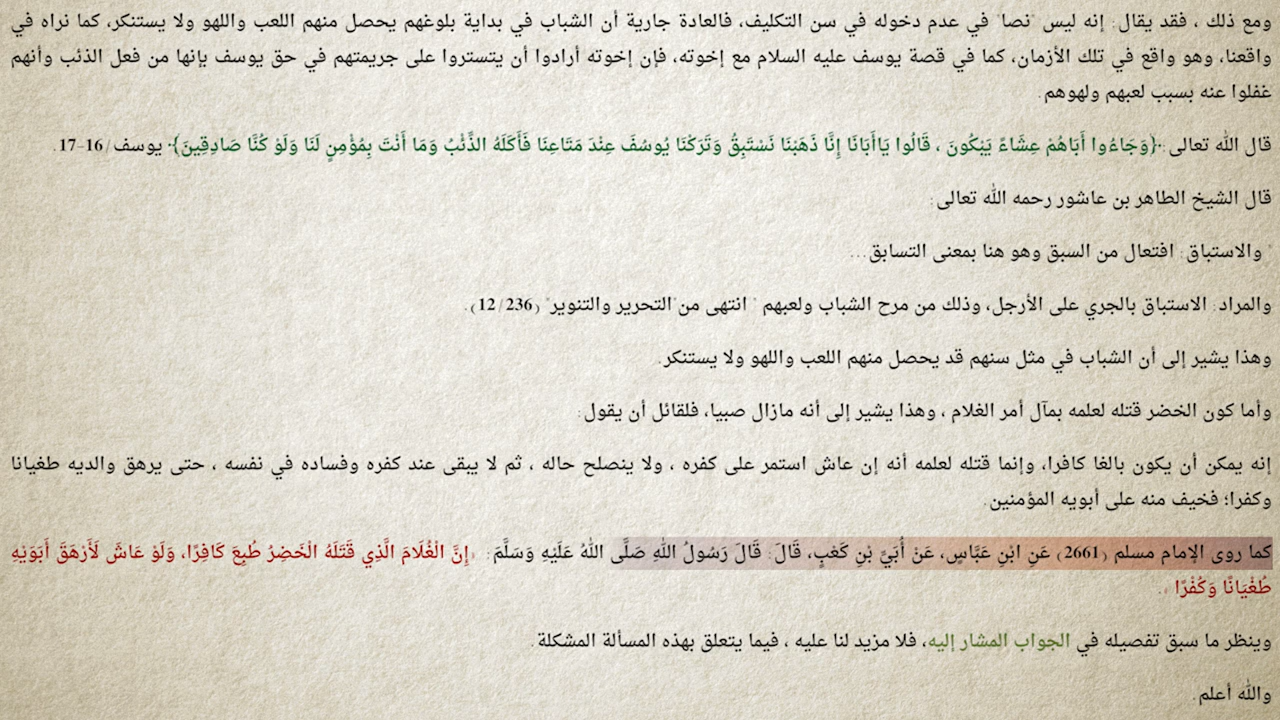 ومع ذلك ، فقد يقال: إنه ليس "نصا" في عدم دخوله في سن التكليف، فالعادة جارية أن الشباب في بداية بلوغهم يحصل منهم اللعب واللهو ولا يستنكر، كما نراه في
واقعنا، وهو واقع في تلك الأزمان، كما في قصة يوسف عليه السلام مع إخوته، فإن إخوته أرادوا أن يتستروا على جريمتهم في حق يوسف بإنها من فعل الذئب وأنهم
غفلوا عنه بسبب لعبهم ولهوهم.
قال الله تعالى:﴿وَجَاءُوا أَبَاهُمْ عِشَاءً يَبْكُونَ ، قَالُوا يَاأَبَانَا إِنَّا ذَهَبْنَا نَسْتَبِقُ وَتَرَكْنَا يُوسُفَ عِنْدَ مَتَاعِنَا فَأَكَلَهُ الذِّئْبُ وَمَا أَنْتَ بِمُؤْمِنٍ لَنَا وَلَوْ كُنَّا صَادِقِينَ﴾ يوسف/16-17.
قال الشيخ الطاهر بن عاشور رحمه الله تعالى:
" والاستباق: افتعال من السبق وهو هنا بمعنى التسابق...
والمراد: الاستباق بالجري على الأرجل، وذلك من مرح الشباب ولعبهم " انتهى من"التحرير والتنوير" (12/236).
وهذا يشير إلى أن الشباب في مثل سنهم قد يحصل منهم اللعب واللهو ولا يستنكر.
وأما كون الخضر قتله لعلمه بمآل أمر الغلام ، وهذا يشير إلى أنه مازال صبيا، فلقائل أن يقول:
إنه يمكن أن يكون بالغا كافرا، وإنما قتله لعلمه أنه إن عاش استمر على كفره ، ولا ينصلح حاله ، ثم لا يبقى عند كفره وفساده في نفسه ، حتى يرهق والديه طغيانا
وكفرا؛ فخيف منه على أبويه المؤمنين.
كما روى الإمام مسلم (2661) عَنِ ابْنِ عَبَّاسٍ، عَنْ أُبَيِّ بْنِ كَعْبٍ، قَالَ: قَالَ رَسُولُ اللهِ صَلَّى اللهُ عَلَيْهِ وَسَلَّمَ: «إِنَّ الْغُلَامَ الَّذِي قَتَلَهُ الْخَضِرُ طُبِعَ كَافِرًا، وَلَوْ عَاشَ لَأَرْهَقَ أَبَوَيْهِ
طُغْيَانًا وَكُفْرًا ».
وينظر ما سبق تفصيله في الجواب المشار إليه، فلا مزيد لنا عليه ، فيما يتعلق بهذه المسألة المشكلة.
والله أعلم.